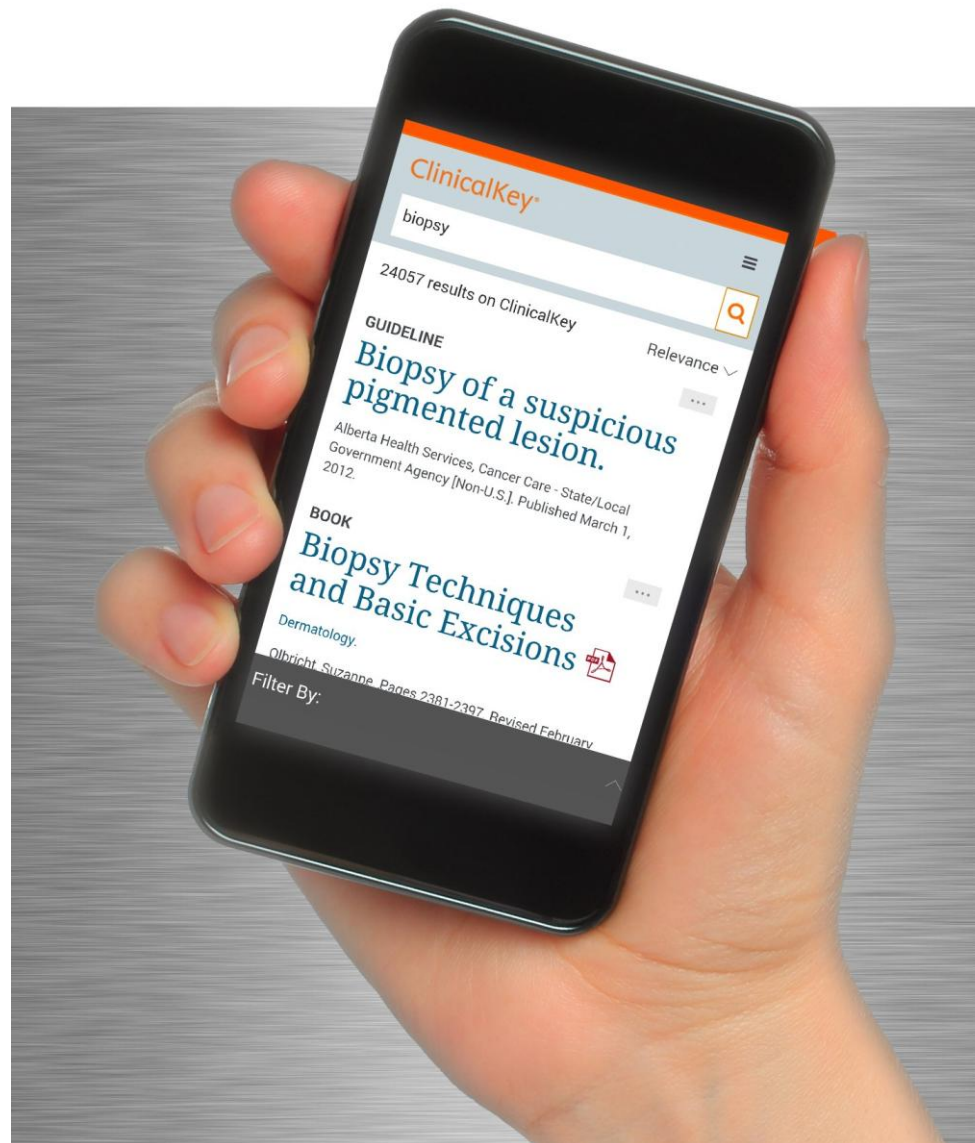 ClinicalKey®
biopsy
24057 results on ClinicalKey
Relevance
GUIDELINE
Biopsy of a suspicious
pigmented lesion.
Alberta Health Services, Cancer Care - State/Local
Government Agency [Non-U.S.]. Published March 1,
2012.
BOOK
Biopsy Techniques
and Basic Excisions
PDF
Dermatology.
Olbricht, Suzanne. Pages 2381-2397. Revised February
Filter By: